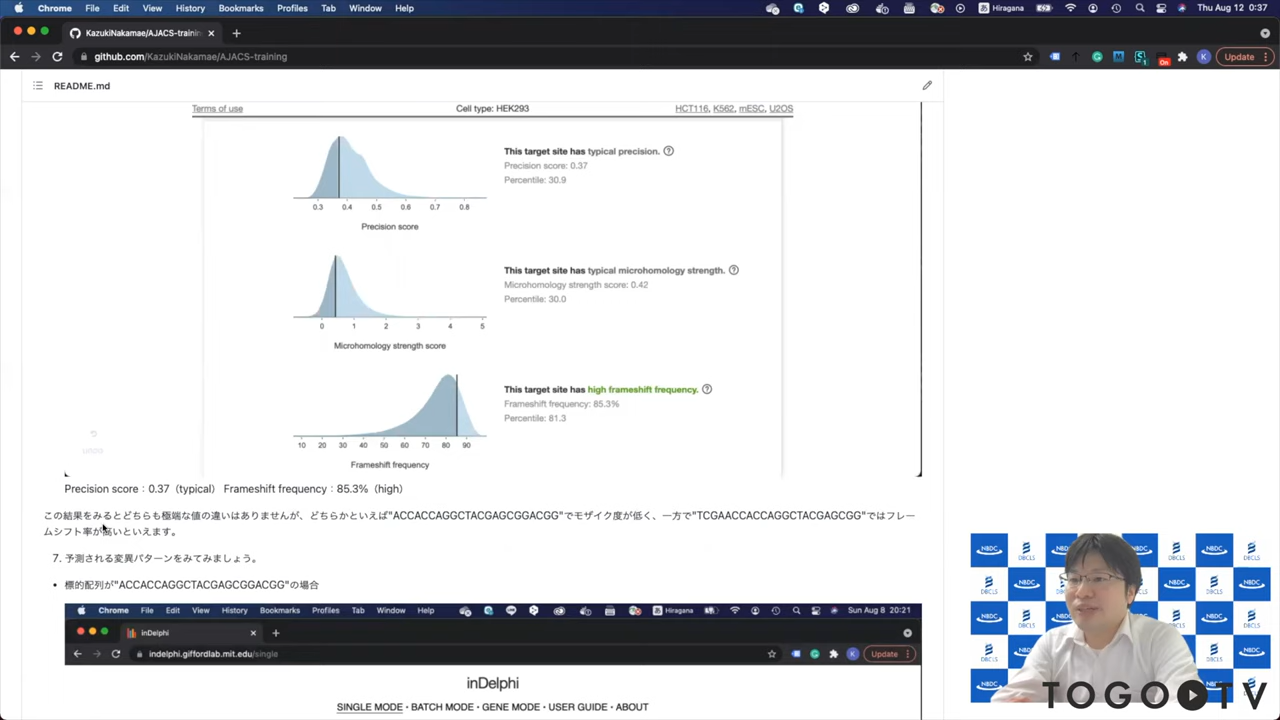 Chrome File Edit View History Bookmarks Profiles Tab Window Help Hiragana Thu Aug 12 0:37
KazukiNakamae/AJACS-trainin
github.com/KazukiNakamae/AJACS-training Update
README.md
Terms of use Cell type: HEK293 HCT116, K562, mESC, U2OS
This target site has typical precision.
Precision score: 0.37
Percentile: 30.9
0.3 0.4 0.5 0.6 0.7 0.8
Precision score
This target site has typical microhomology strength.
Microhomology strength score: 0.42
Percentile: 30.0
0 1 2 3 4 5
Microhomology strength score
This target site has high frameshift frequency.
Frameshift frequency: 85.3%
Percentile: 81.3
10 20 30 40 50 60 70 80 90
Frameshift frequency
Precision score：0.37（typical） Frameshift frequency：85.3%（high）
この結果をみるとどちらも極端な値の違いはありませんが、どちらかといえば"ACCACCAGGCTACGAGCGGACGG"でモザイク度が低く、一方で"TCGAACCACCAGGCTACGAGCGG"ではフレー
ムシフト率が高いといえます。
7. 予測される変異パターンをみてみましょう。
• 標的配列が"ACCACCAGGCTACGAGCGGACGG"の場合
Chrome File Edit View History Bookmarks Profiles Tab Window Help Hiragana Sun Aug 8 20:21
inDelphi
indelphi.giffordlab.mit.edu/single Update
inDelphi
SINGLE MODE • BATCH MODE • GENE MODE • USER GUIDE • ABOUT
NBDC DBCLS
TOGO TV